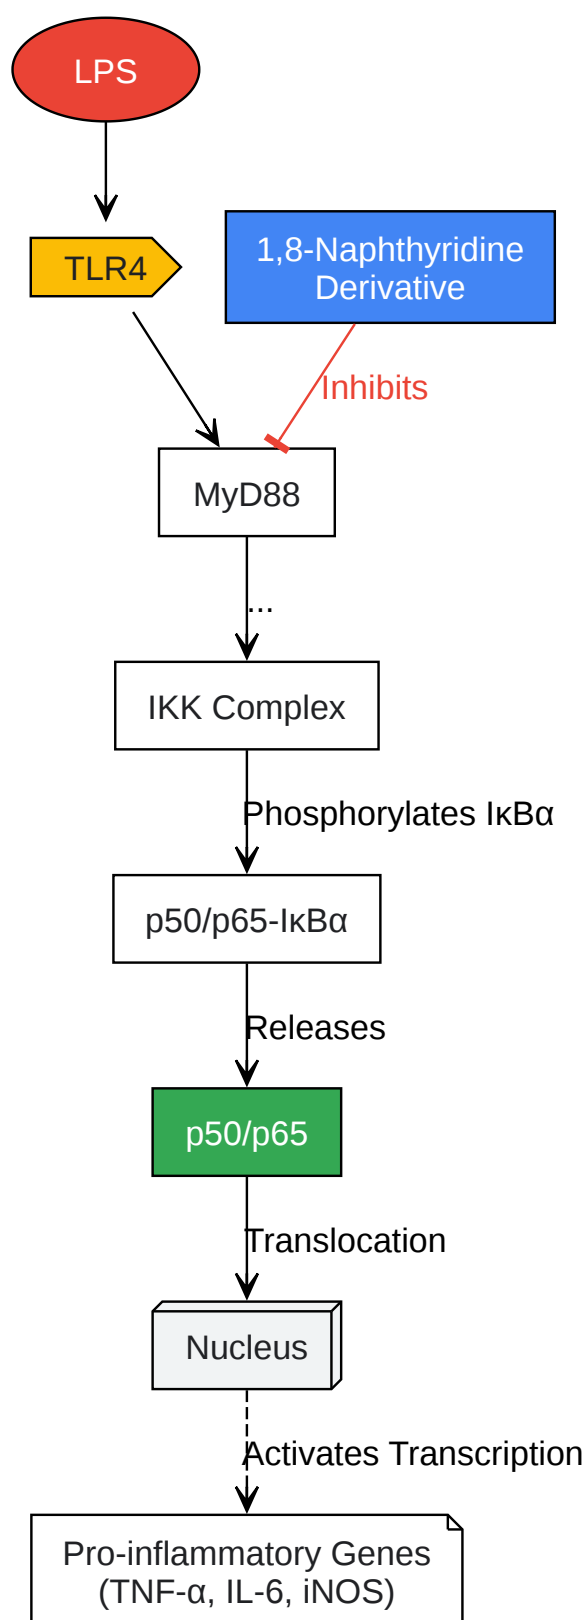 LPS
TLR4
1,8-Naphthyridine
Derivative
Inhibits
MyD88
...
IKK Complex
Phosphorylates IκBα
p50/p65-IκBα
Releases
p50/p65
Translocation
Nucleus
Activates Transcription
Pro-inflammatory Genes
(TNF-α, IL-6, iNOS)